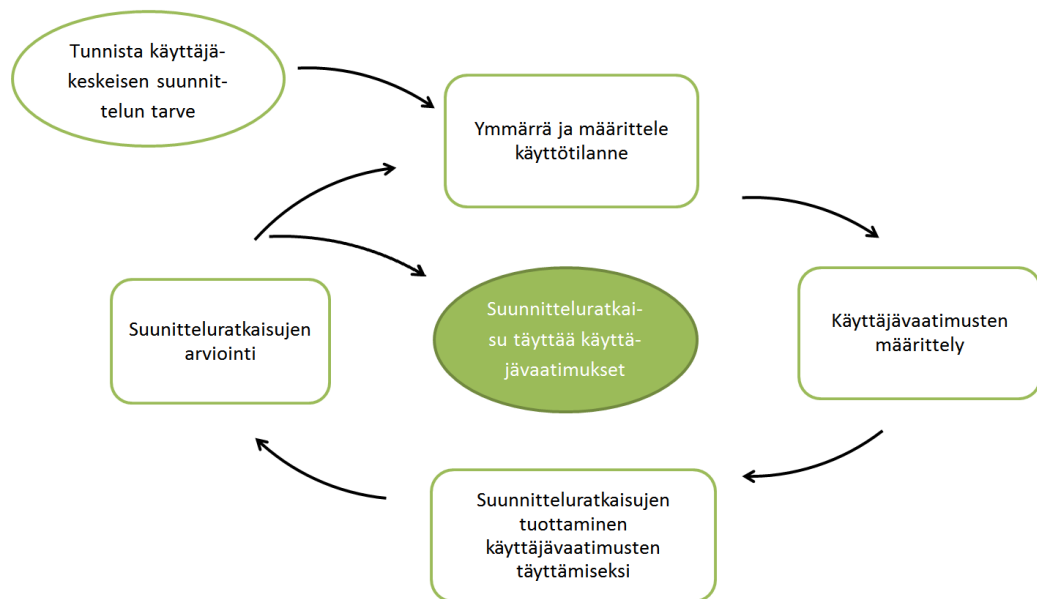 Tunnista käyttäjä-
keskeisen suunnit-
telun tarve
Ymmärrä ja määrittele
käyttötilanne
Käyttäjävaatimusten
määrittely
Suunnitteluratkaisujen
tuottaminen
käyttäjävaatimusten
täyttämiseksi
Suunitteluratkaisujen
arviointi
Suunnitteluratkai-
su täyttää käyttä-
jävaatimukset